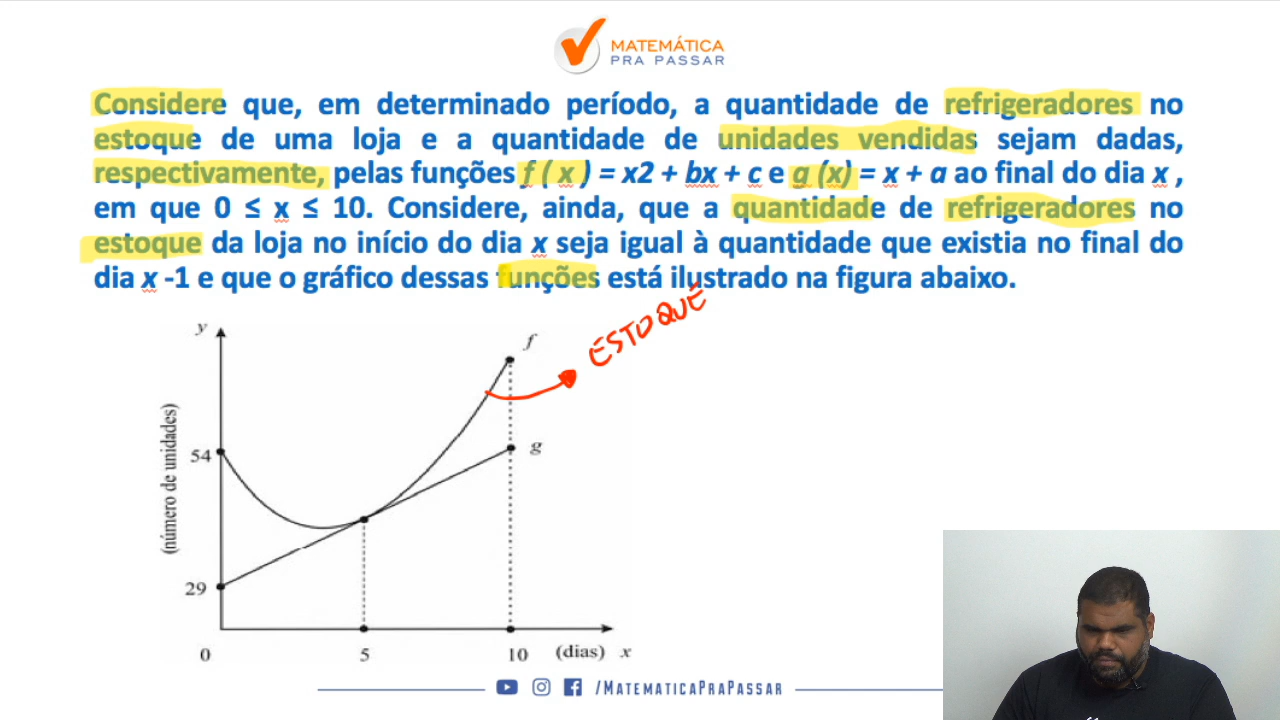 MATEMÁTICA
PRA PASSAR
Considere que, em determinado período, a quantidade de refrigeradores no
estoque de uma loja e a quantidade de unidades vendidas sejam dadas,
respectivamente, pelas funções f ( x ) = x2 + bx + c e g (x) = x + a ao final do dia x ,
em que 0 ≤ x ≤ 10. Considere, ainda, que a quantidade de refrigeradores no
estoque da loja no início do dia x seja igual à quantidade que existia no final do
dia x -1 e que o gráfico dessas funções está ilustrado na figura abaixo.
ESTOQUE
y
f
(número de unidades)
54
g
29
0
5
10
(dias) x
/MATEMATICAPRAPASSAR